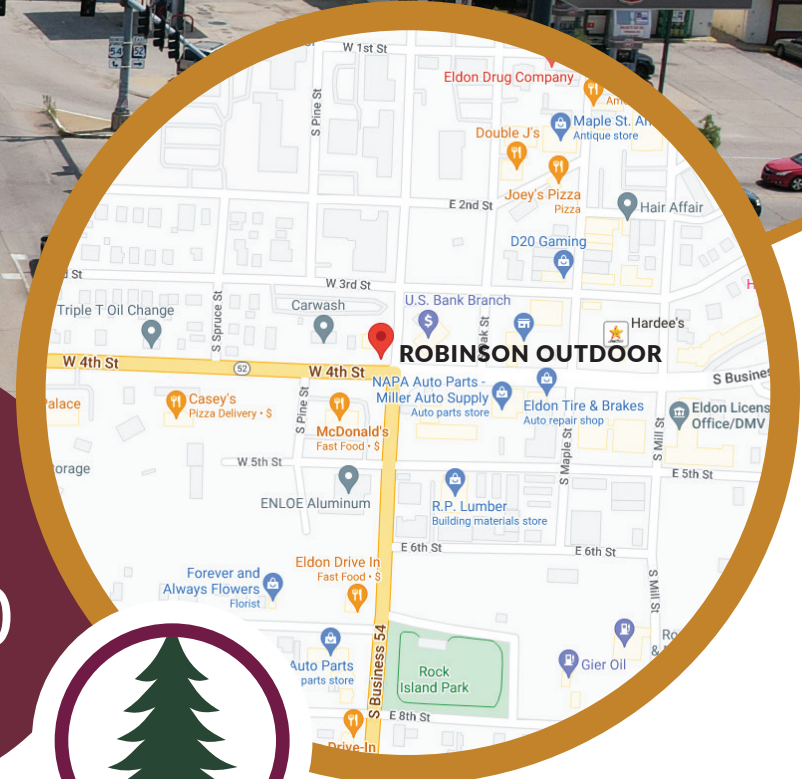 54 52
W 1st St
Eldon Drug Company
S Pine St
Double J's
Maple St. An
Antique store
Joey's Pizza
Pizza
E 2nd St
Hair Affair
D20 Gaming
St
W 3rd St
Triple T Oil Change
S Spruce St
Carwash
U.S. Bank Branch
$
Hardee's
ROBINSON OUTDOOR
W 4th St
52
W 4th St
S Busines
NAPA Auto Parts -
Miller Auto Supply
Auto parts store
Eldon Tire & Brakes
Auto repair shop
Casey's
Pizza Delivery • $
Palace
S Pine St
McDonald's
Fast Food • $
Eldon Licens
Office/DMV
S Maple St
S Mill St
W 5th St
E 5th St
orage
ENLOE Aluminum
R.P. Lumber
Building materials store
E 6th St
E 6th St
Eldon Drive In
Fast Food • $
Forever and
Always Flowers
Florist
S Mill St
S Business 54
Auto Parts
parts store
Rock
Island Park
Gier Oil
Ro
&
E 8th St
Drive-In